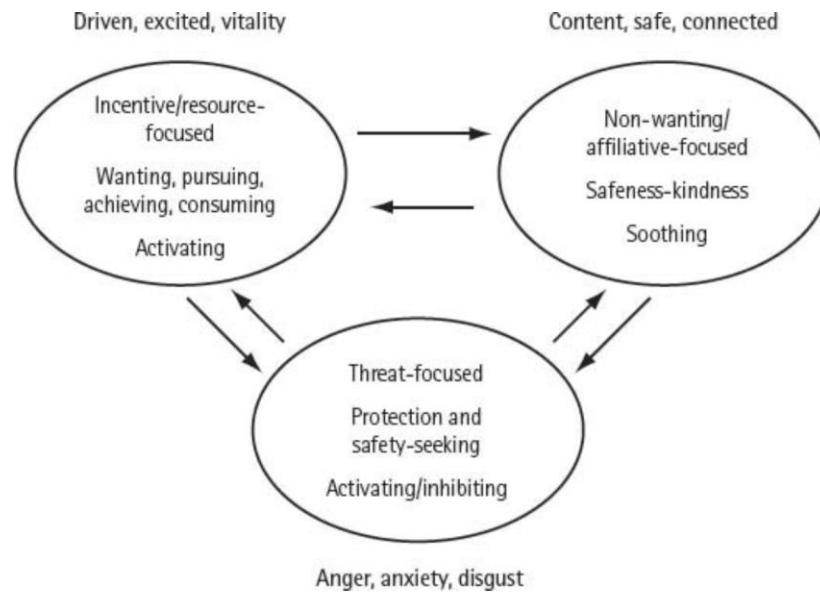 Driven, excited, vitality
Content, safe, connected
Incentive/resource-
focused
Wanting, pursuing,
achieving, consuming
Activating
Non-wanting/
affiliative-focused
Safeness-kindness
Soothing
Threat-focused
Protection and
safety-seeking
Activating/inhibiting
Anger, anxiety, disgust